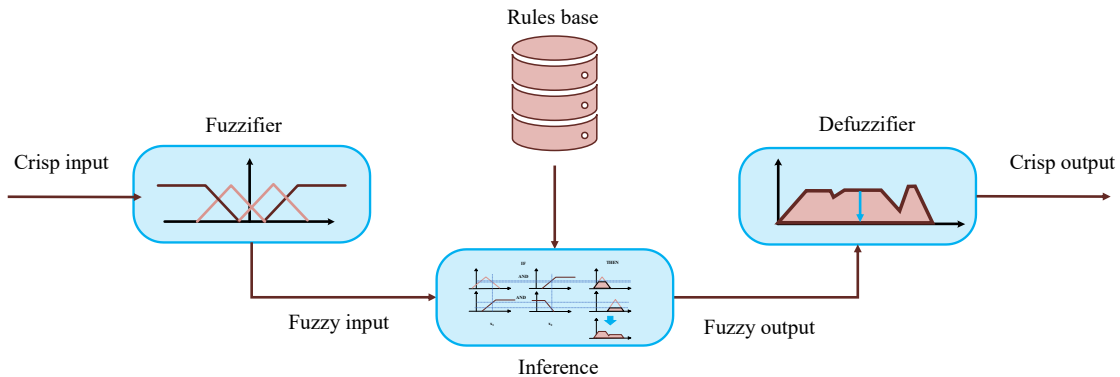 Rules base
Fuzzifier
Defuzzifier
Crisp input
Crisp output
IF
THEN
AND
AND
Fuzzy input
Fuzzy output
Inference